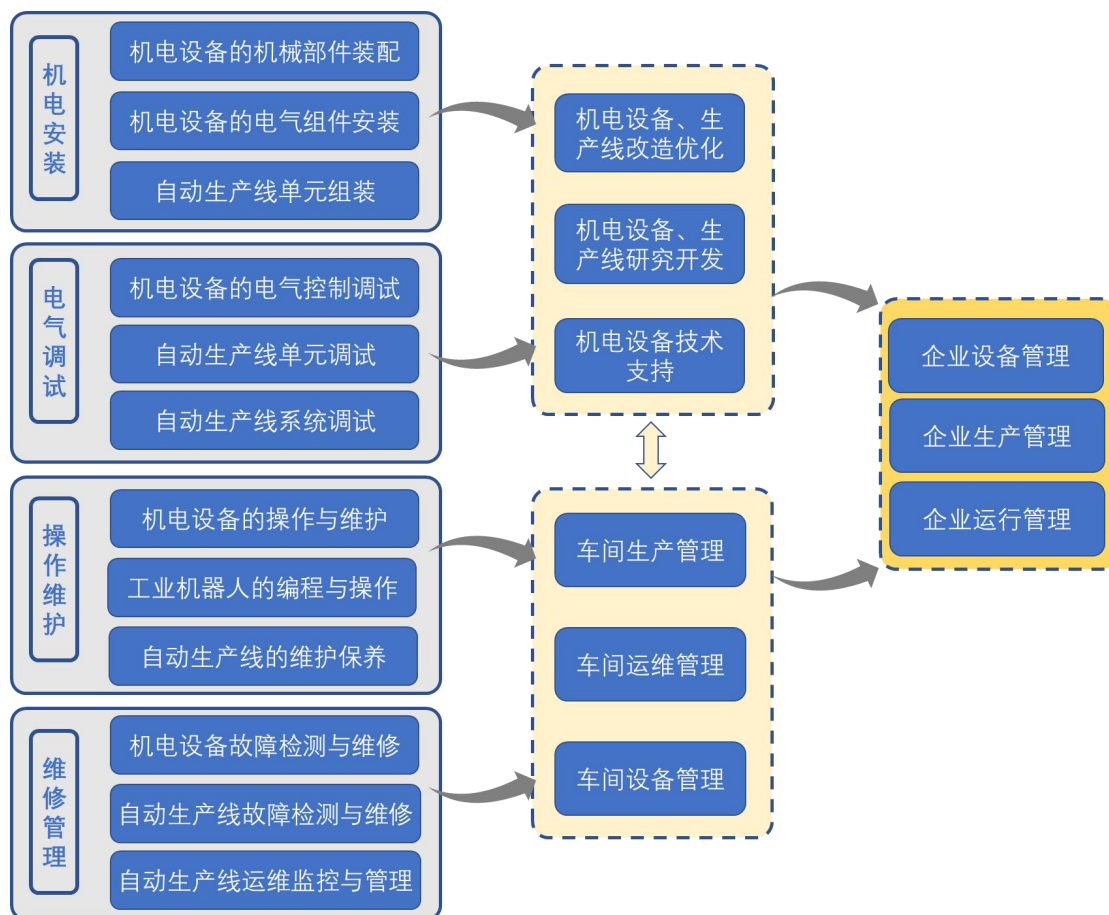 机电安装
机电设备的机械部件装配
机电设备的电气组件安装
自动生产线单元组装
电气调试
机电设备的电气控制调试
自动生产线单元调试
自动生产线系统调试
操作维护
机电设备的操作与维护
工业机器人的编程与操作
自动生产线的维护保养
维修管理
机电设备故障检测与维修
自动生产线故障检测与维修
自动生产线运维监控与管理
机电设备、生
产线改造优化
机电设备、生
产线研究开发
机电设备技术
支持
车间生产管理
车间运维管理
车间设备管理
企业设备管理
企业生产管理
企业运行管理